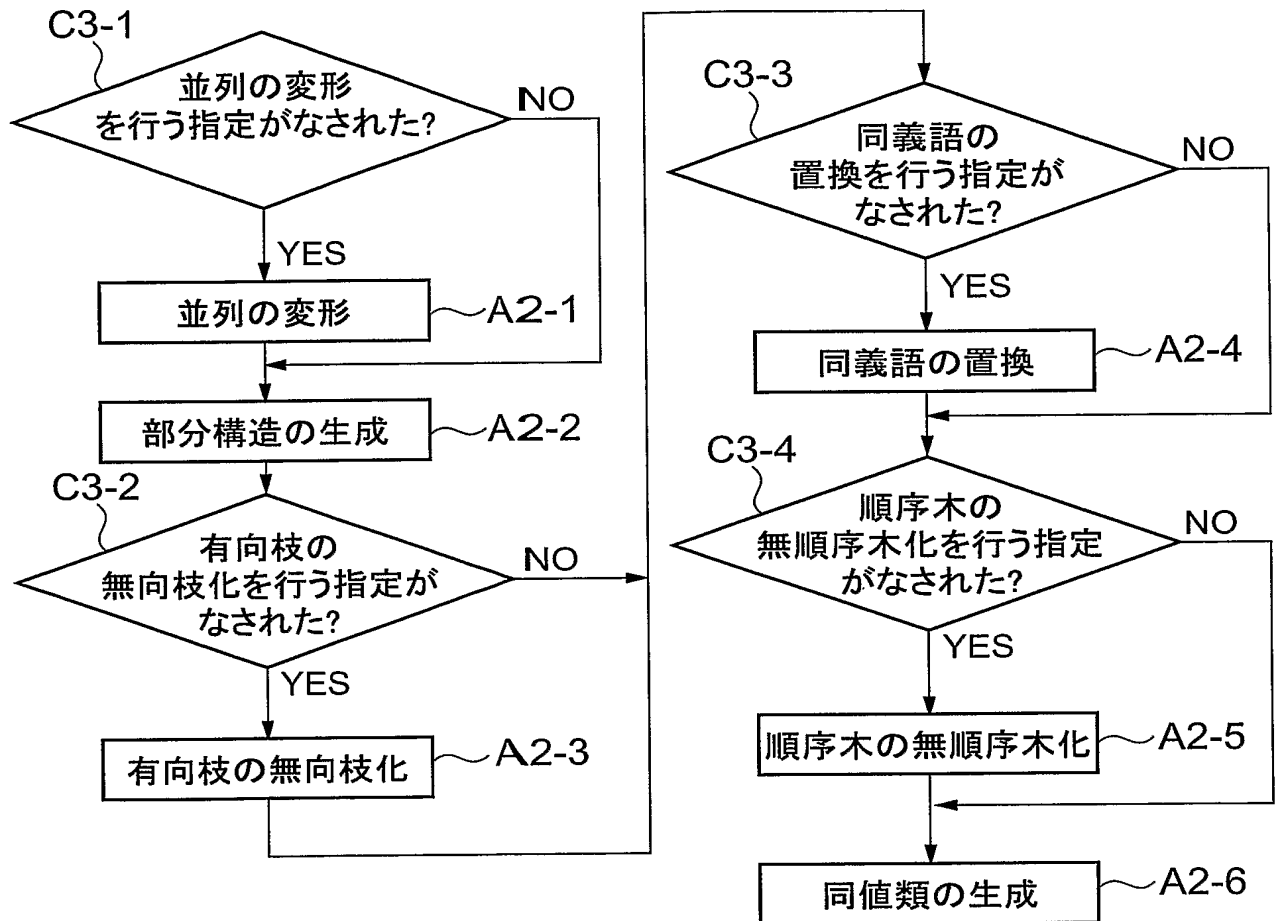 C3-1
並列の変形
を行う指定がなされた?
NO
YES
並列の変形
A2-1
部分構造の生成
A2-2
C3-2
有向枝の
無向枝化を行う指定が
なされた?
NO
YES
有向枝の無向枝化
A2-3
C3-3
同義語の
置換を行う指定が
なされた?
NO
YES
同義語の置換
A2-4
C3-4
順序木の
無順序木化を行う指定
がなされた?
NO
YES
順序木の無順序木化
A2-5
同値類の生成
A2-6